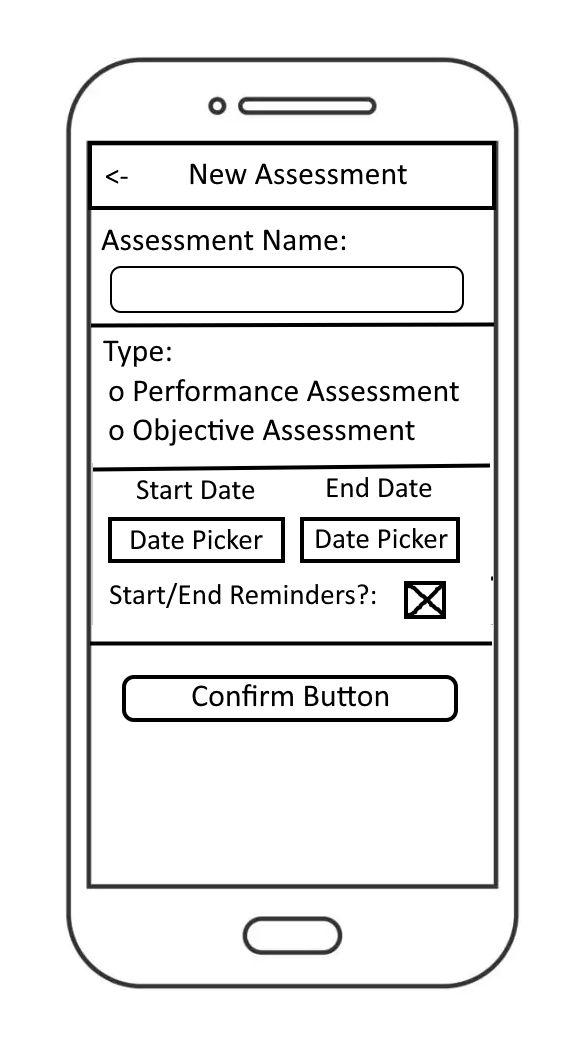 <- New Assessment
Assessment Name:
Type:
o Performance Assessment
o Objective Assessment
Start Date End Date
Date Picker Date Picker
Start/End Reminders?:
Confirm Button